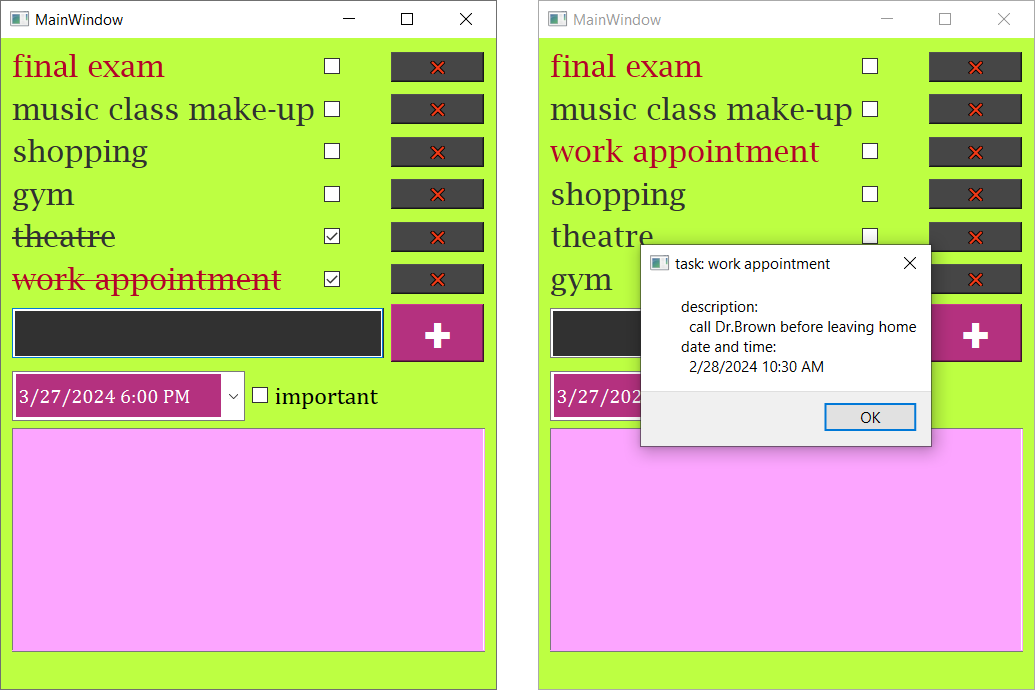 MainWindow
final exam
music class make-up
shopping
gym
theatre
work appointment
3/27/2024 6:00 PM
important
MainWindow
final exam
music class make-up
work appointment
shopping
theatre
gym
3/27/202
task: work appointment
description:
call Dr.Brown before leaving home
date and time:
2/28/2024 10:30 AM
OK